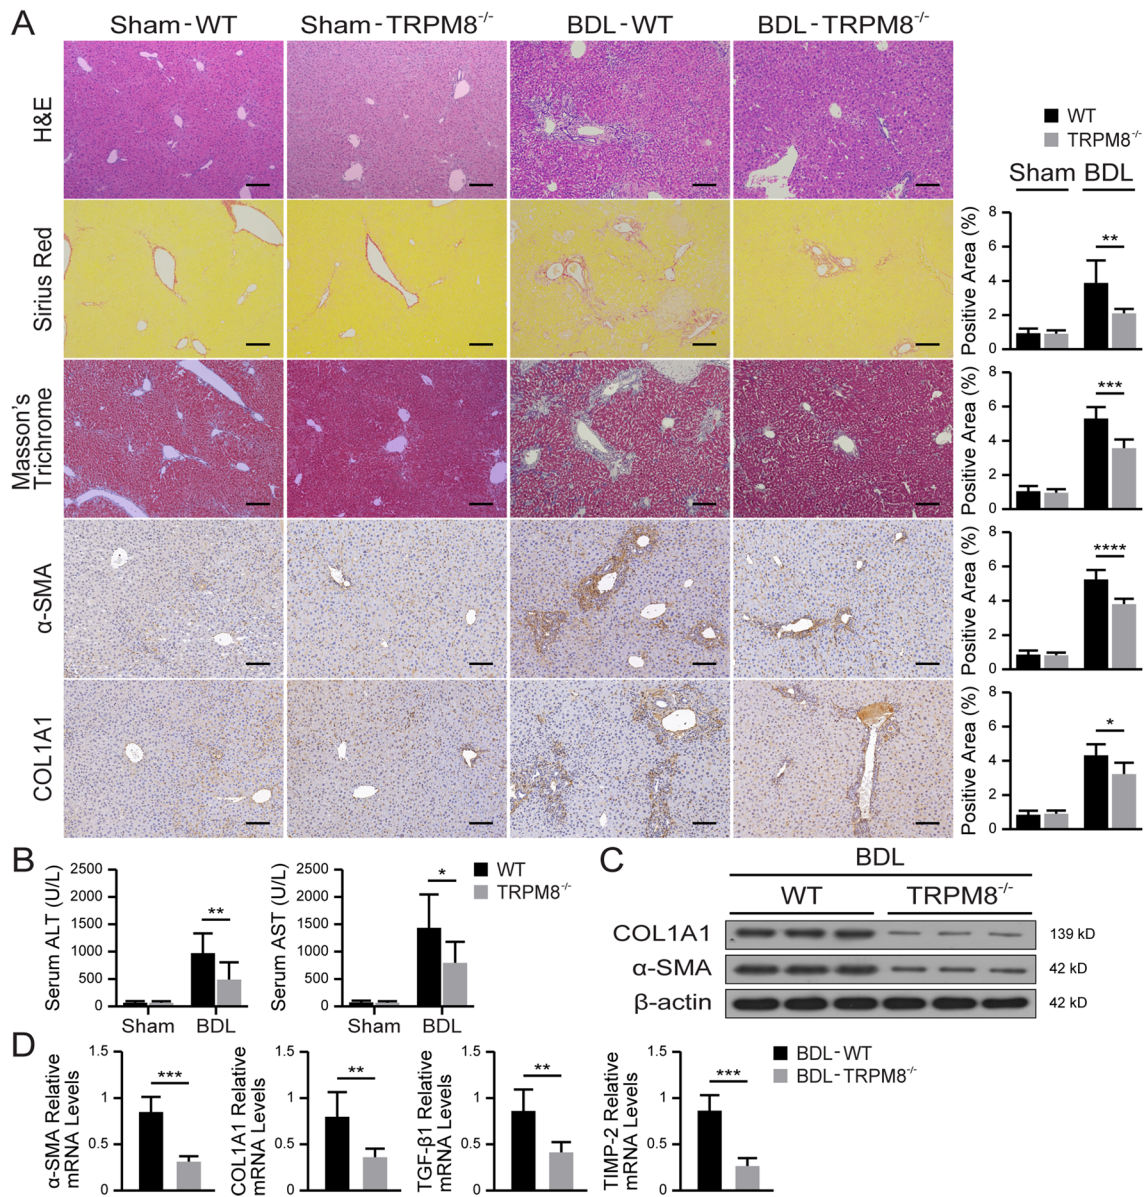 A
Sham-WT
Sham-TRPM8-/-
BDL-WT
BDL-TRPM8-/-
H&E
Sirius Red
Masson's
Trichrome
α-SMA
COL1A1
WT
TRPM8-/-
Sham BDL
Positive Area (%)
8
6
4
2
0
**
Positive Area (%)
8
6
4
2
0
***
Positive Area (%)
8
6
4
2
0
****
Positive Area (%)
8
6
4
2
0
*
B
Serum ALT (U/L)
2500
2000
1500
1000
500
0
**
Sham BDL
Serum AST (U/L)
2500
2000
1500
1000
500
0
*
Sham BDL
WT
TRPM8-/-
C
BDL
WT TRPM8-/-
COL1A1 139 kD
α-SMA 42 kD
β-actin 42 kD
D
α-SMA Relative
mRNA Levels
1.5
1
0.5
0
***
COL1A1 Relative
mRNA Levels
1.5
1
0.5
0
**
TGF-β1 Relative
mRNA Levels
1.5
1
0.5
0
**
TIMP-2 Relative
mRNA Levels
1.5
1
0.5
0
***
BDL-WT
BDL-TRPM8-/-